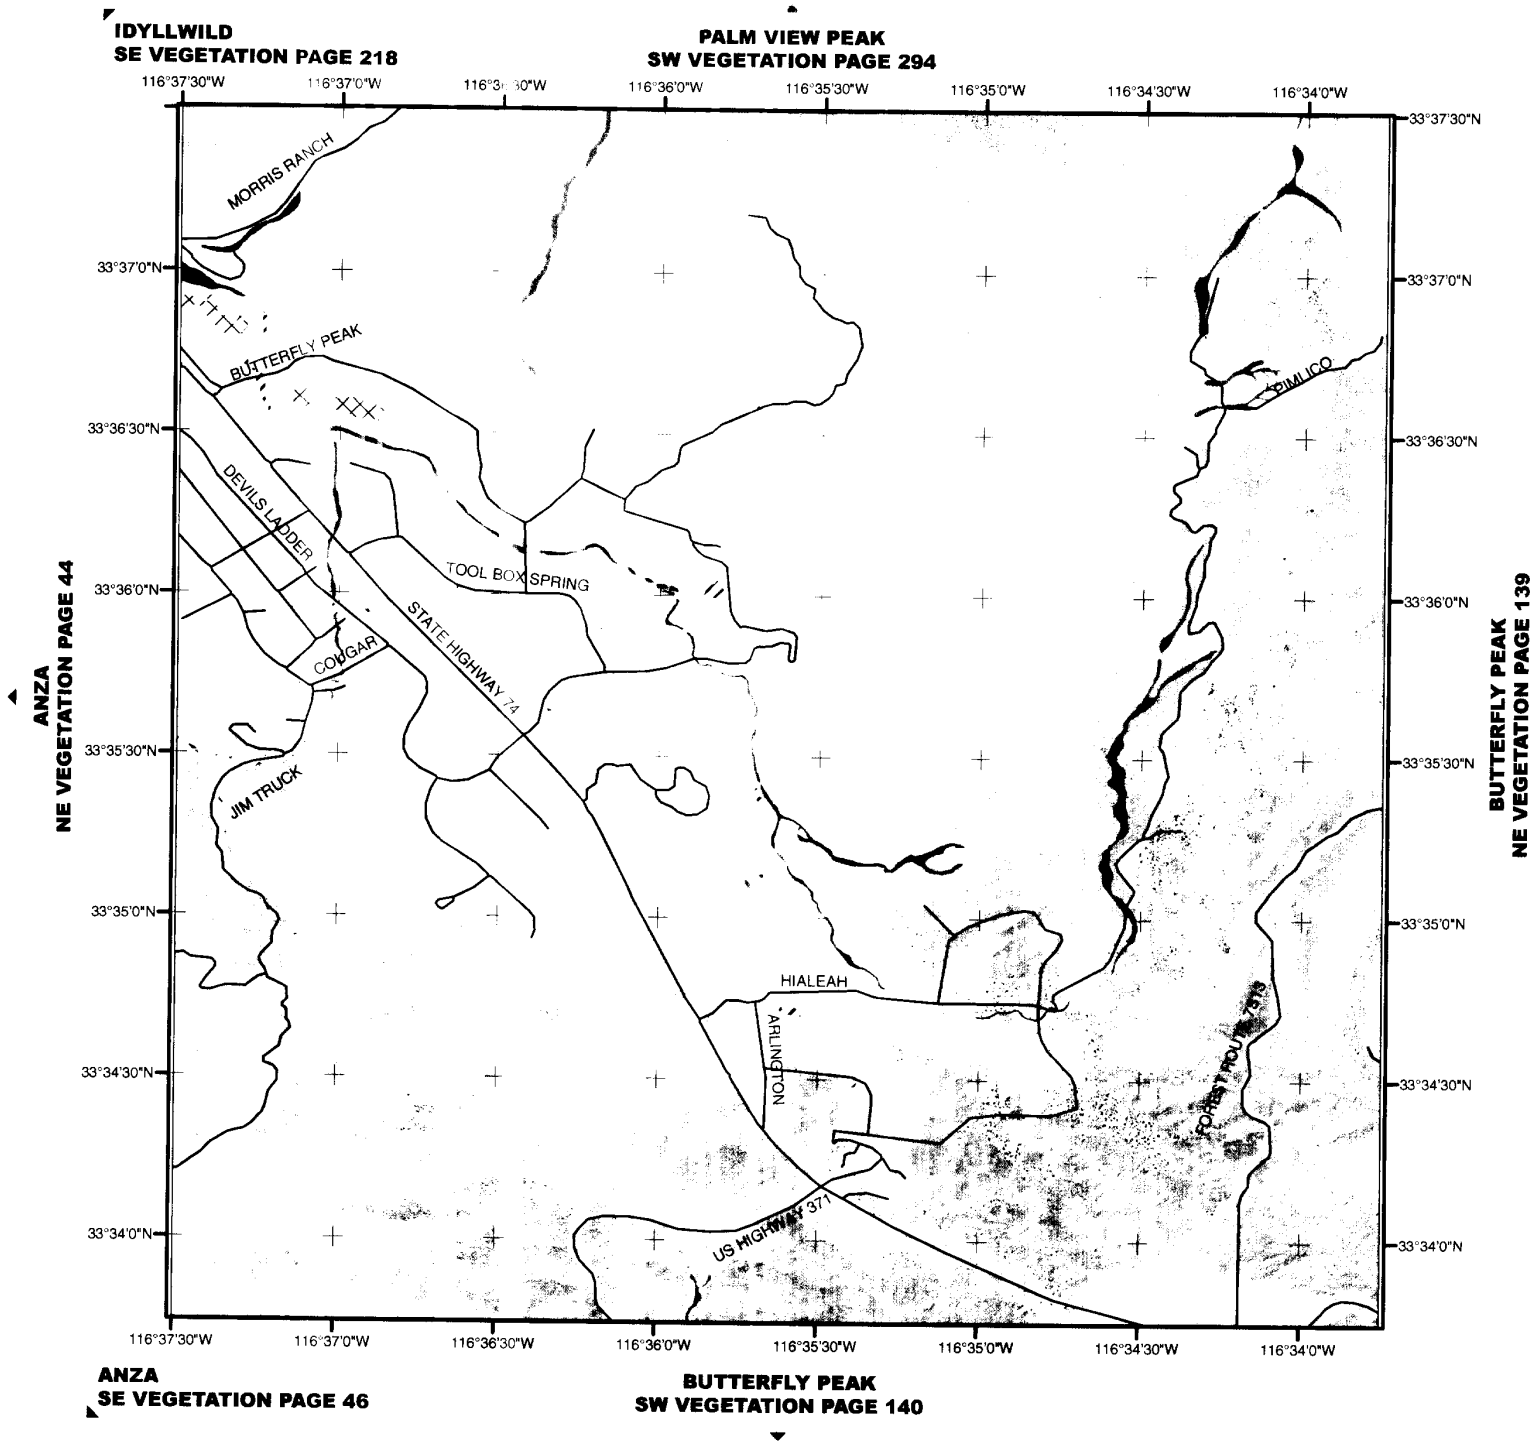 IDYLLWILD
SE VEGETATION PAGE 218
PALM VIEW PEAK
SW VEGETATION PAGE 294
116°37'30"W
116°37'0"W
116°36'0"W
116°35'30"W
116°35'0"W
116°34'30"W
116°34'0"W
33°37'30"N
MORRIS RANCH
33°37'0"N
33°37'0"N
BUTTERFLY PEAK
PIMLICO
33°36'30"N
33°36'30"N
DEVILS LADDER
TOOL BOX SPRING
33°36'0"N
33°36'0"N
STATE HIGHWAY 74
COUGAR
ANZA
NE VEGETATION PAGE 44
BUTTERFLY PEAK
NE VEGETATION PAGE 139
33°35'30"N
33°35'30"N
JIM TRUCK
33°35'0"N
33°35'0"N
HIALEAH
ARLINGTON
FOREST ROUTE 7S13
33°34'30"N
33°34'30"N
US HIGHWAY 371
33°34'0"N
33°34'0"N
116°37'30"W
116°37'0"W
116°36'30"W
116°36'0"W
116°35'30"W
116°35'0"W
116°34'30"W
116°34'0"W
ANZA
SE VEGETATION PAGE 46
BUTTERFLY PEAK
SW VEGETATION PAGE 140